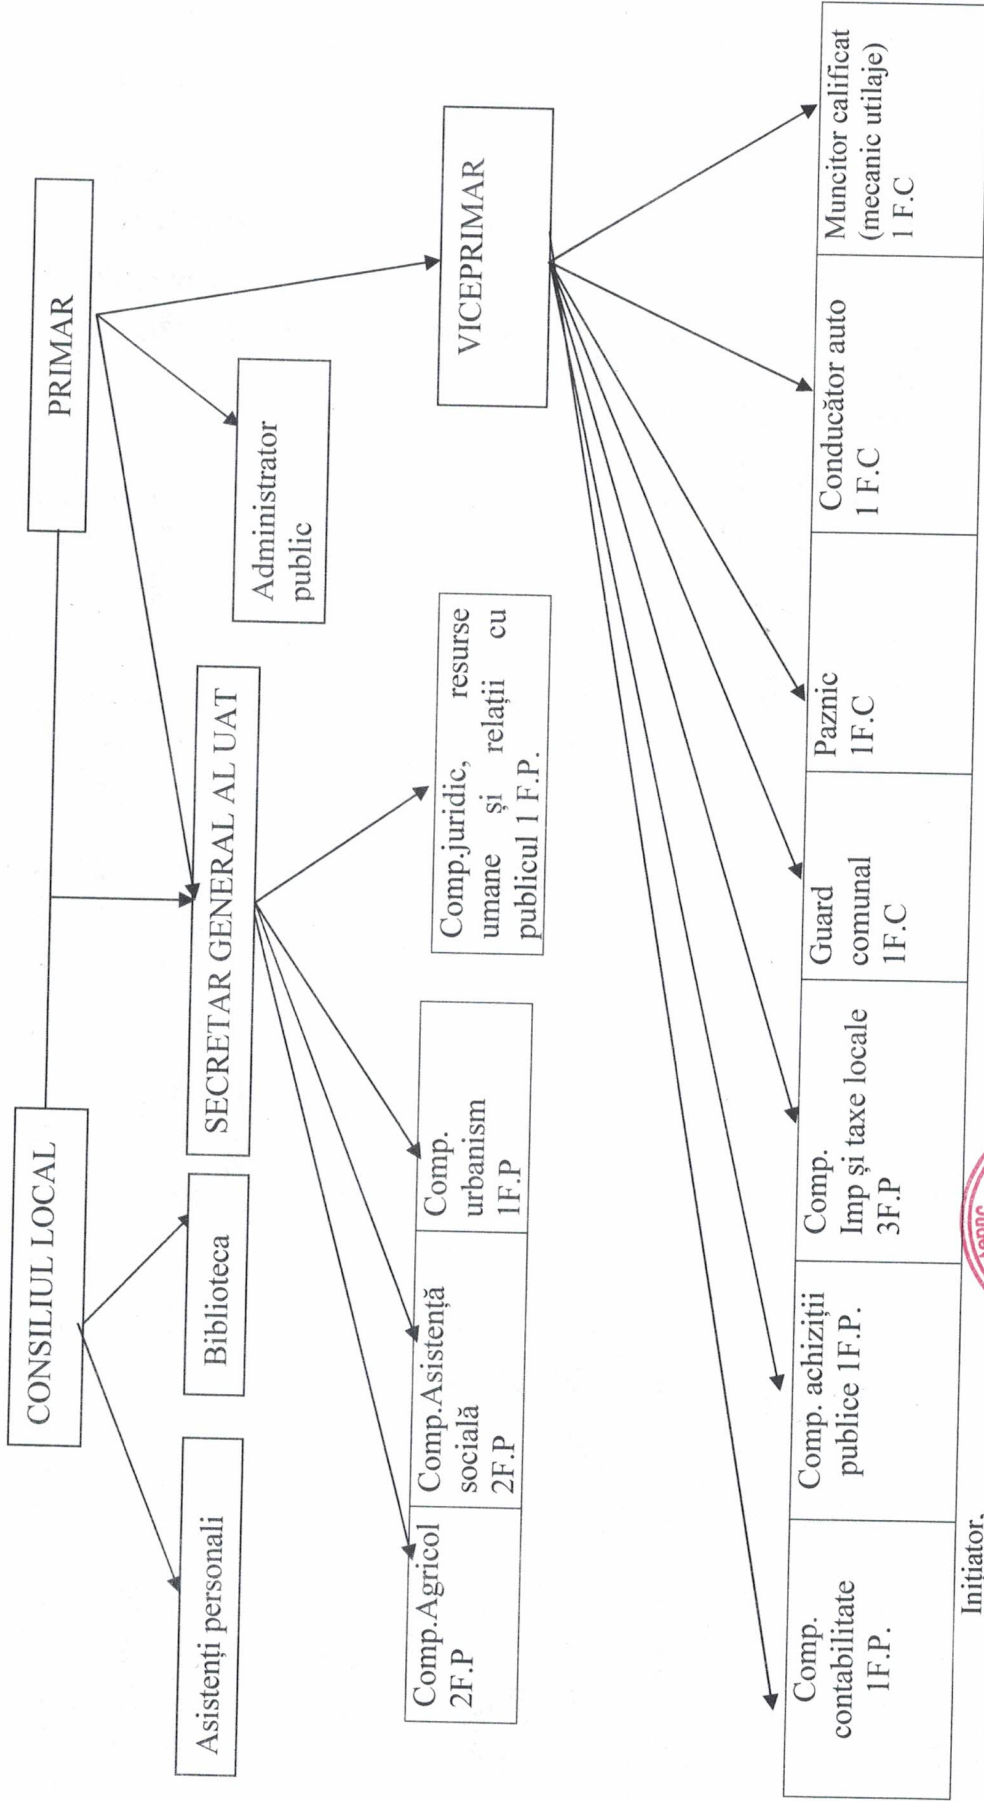 CONSILIUL LOCAL
PRIMAR
Asistenți personali
Biblioteca
SECRETAR GENERAL AL UAT
Administrator
public
Comp.Agricol
2F.P
Comp.Asistență
socială
2F.P
Comp.
urbanism
1F.P
Comp.juridic, resurse
umane și relații cu
publicul 1 F.P.
VICEPRIMAR
Comp.
contabilitate
1F.P.
Comp. achiziții
publice 1F.P.
Comp.
Imp și taxe locale
3F.P
Guard
comunal
1F.C
Paznic
1F.C
Conducător auto
1 F.C
Muncitor calificat
(mecanic utilaje)
1 F.C
Inițiator,